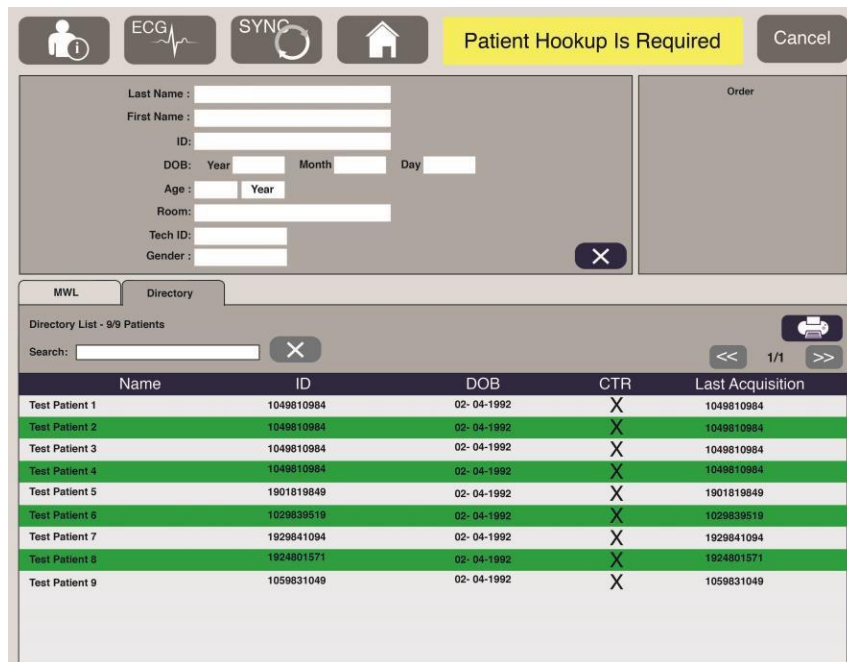 ECG SYNC Patient Hookup Is Required Cancel
Last Name : Order
First Name :
ID:
DOB: Year Month Day
Age : Year
Room:
Tech ID:
Gender :
MWL Directory
Directory List - 9/9 Patients
Search: << 1/1 >>
Name ID DOB CTR Last Acquisition
Test Patient 1 1049810984 02- 04-1992 X 1049810984
Test Patient 2 1049810984 02- 04-1992 X 1049810984
Test Patient 3 1049810984 02- 04-1992 X 1049810984
Test Patient 4 1049810984 02- 04-1992 X 1049810984
Test Patient 5 1901819849 02- 04-1992 X 1901819849
Test Patient 6 1029839519 02- 04-1992 X 1029839519
Test Patient 7 1929841094 02- 04-1992 X 1929841094
Test Patient 8 1924801571 02- 04-1992 X 1924801571
Test Patient 9 1059831049 02- 04-1992 X 1059831049